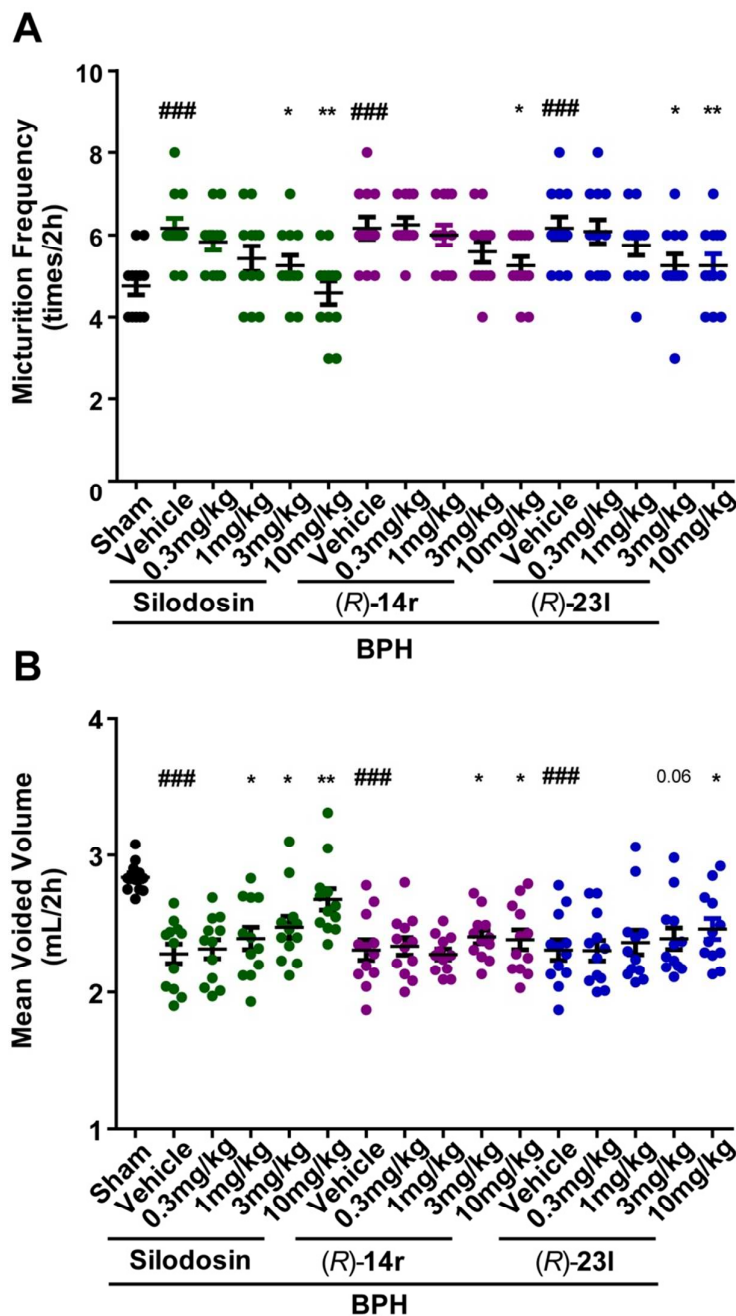 A
Micturition Frequency
(times/2h)
10
8
6
4
2
0
### * ** ### * ### * **
Sham Vehicle 0.3mg/kg 1mg/kg 3mg/kg 10mg/kg Vehicle 0.3mg/kg 1mg/kg 3mg/kg 10mg/kg Vehicle 0.3mg/kg 1mg/kg 3mg/kg 10mg/kg
Silodosin (R)-14r (R)-23l
BPH
B
Mean Voided Volume
(mL/2h)
4
3
2
1
### * * ** ### * * ### 0.06 *
Sham Vehicle 0.3mg/kg 1mg/kg 3mg/kg 10mg/kg Vehicle 0.3mg/kg 1mg/kg 3mg/kg 10mg/kg Vehicle 0.3mg/kg 1mg/kg 3mg/kg 10mg/kg
Silodosin (R)-14r (R)-23l
BPH